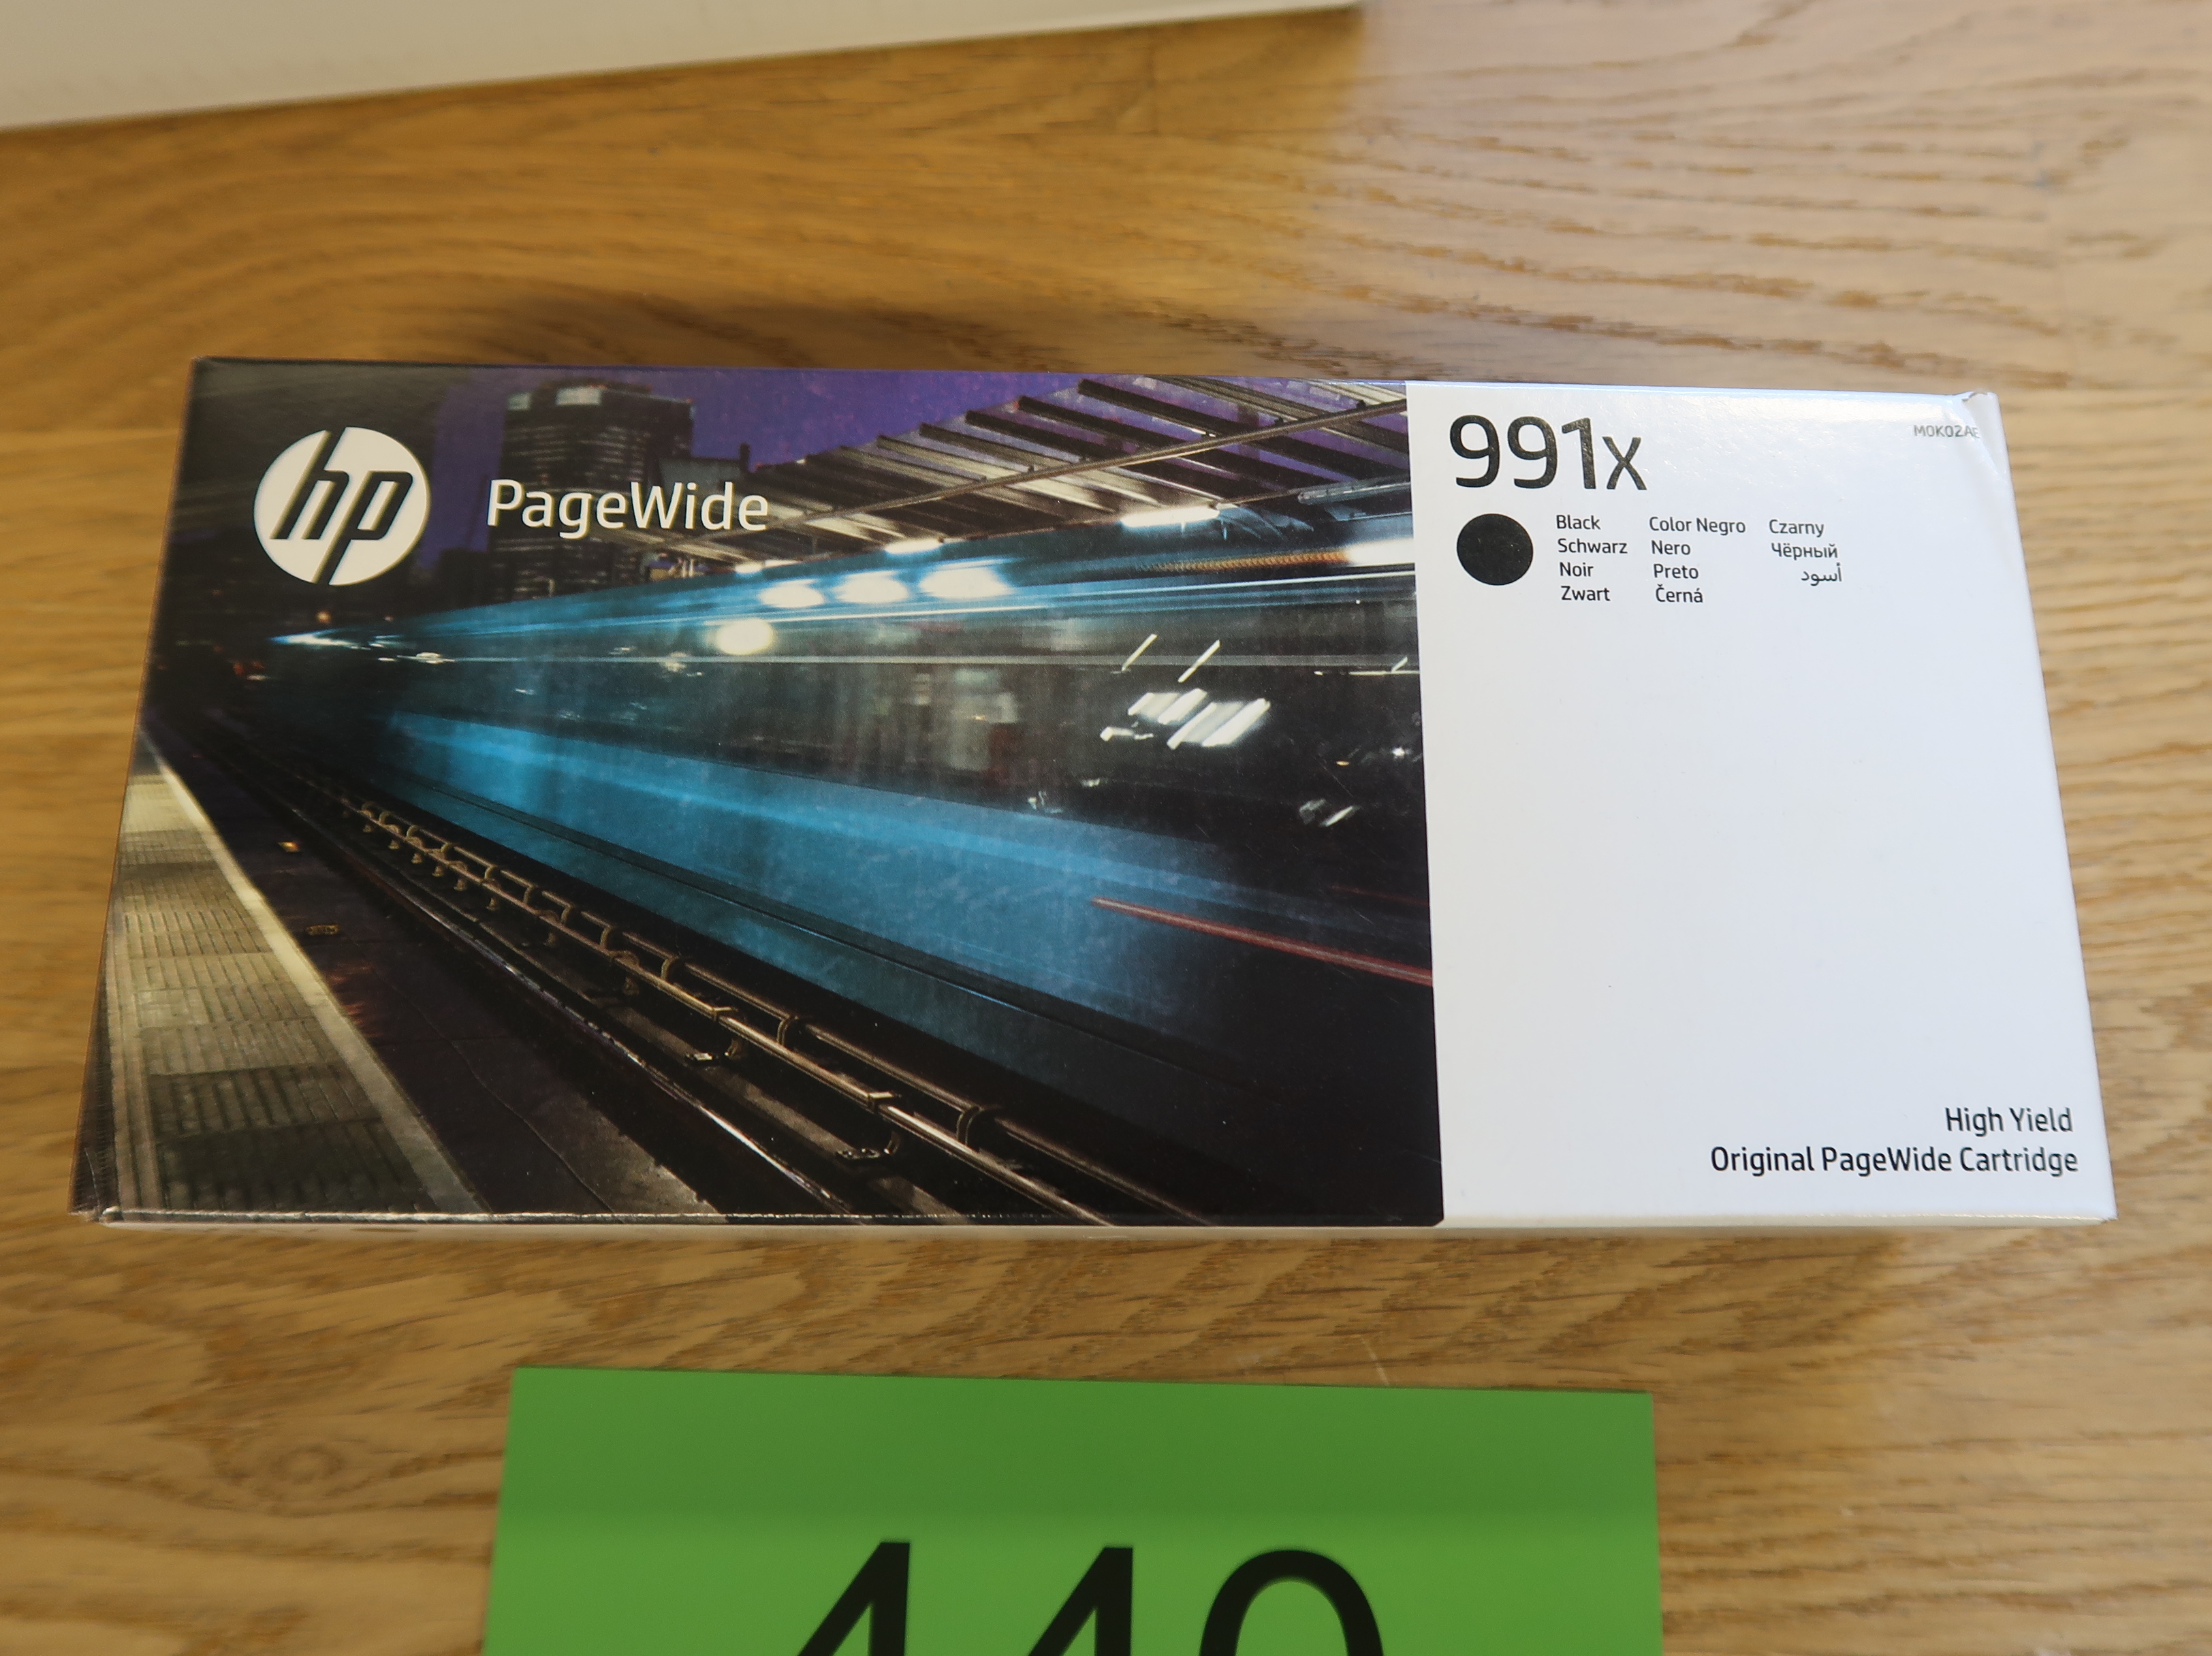 hp
PageWide
991x
M0K02AE
Black
Schwarz
Noir
Zwart
Color Negro
Nero
Preto
Černá
Czarny
Чёрный
أسود
High Yield
Original PageWide Cartridge